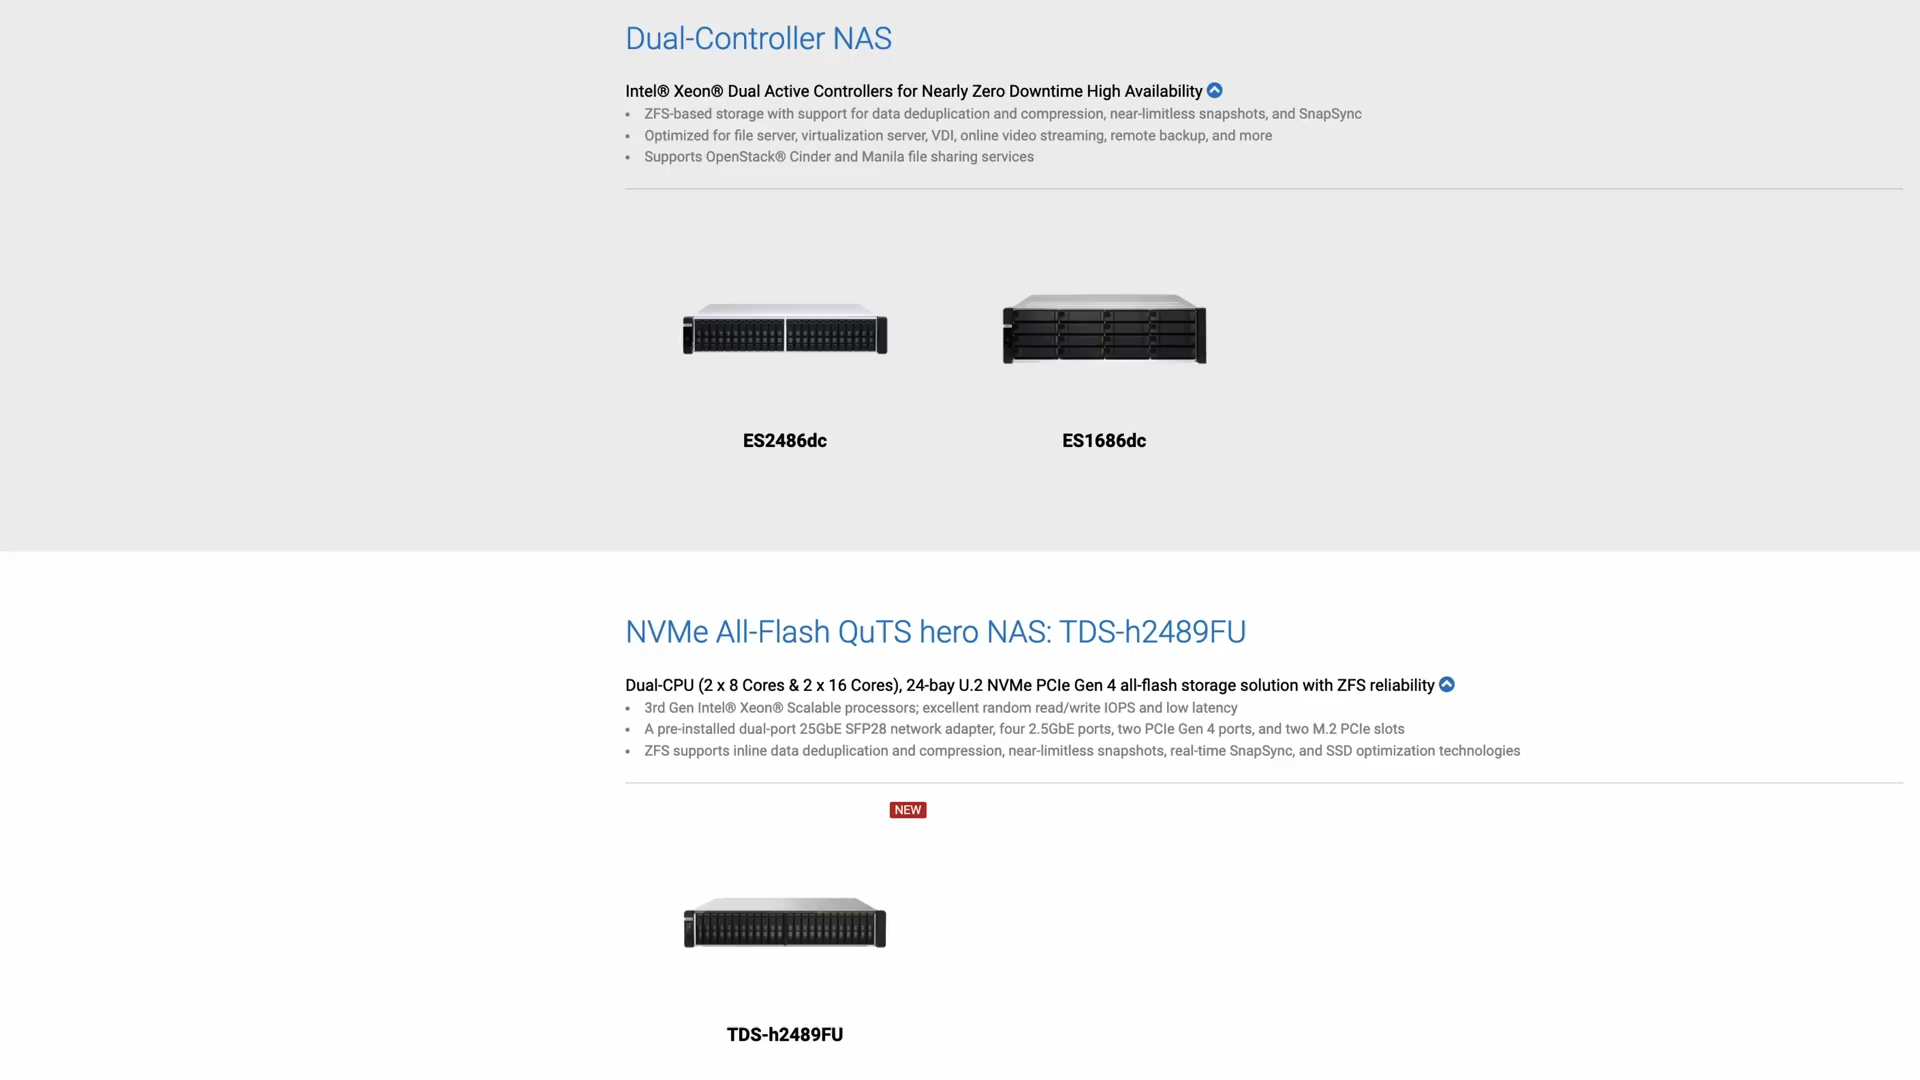 Dual-Controller NAS
Intel® Xeon® Dual Active Controllers for Nearly Zero Downtime High Availability
• ZFS-based storage with support for data deduplication and compression, near-limitless snapshots, and SnapSync
• Optimized for file server, virtualization server, VDI, online video streaming, remote backup, and more
• Supports OpenStack® Cinder and Manila file sharing services
ES2486dc
ES1686dc
NVMe All-Flash QuTS hero NAS: TDS-h2489FU
Dual-CPU (2 x 8 Cores & 2 x 16 Cores), 24-bay U.2 NVMe PCIe Gen 4 all-flash storage solution with ZFS reliability
• 3rd Gen Intel® Xeon® Scalable processors; excellent random read/write IOPS and low latency
• A pre-installed dual-port 25GbE SFP28 network adapter, four 2.5GbE ports, two PCIe Gen 4 ports, and two M.2 PCIe slots
• ZFS supports inline data deduplication and compression, near-limitless snapshots, real-time SnapSync, and SSD optimization technologies
NEW
TDS-h2489FU